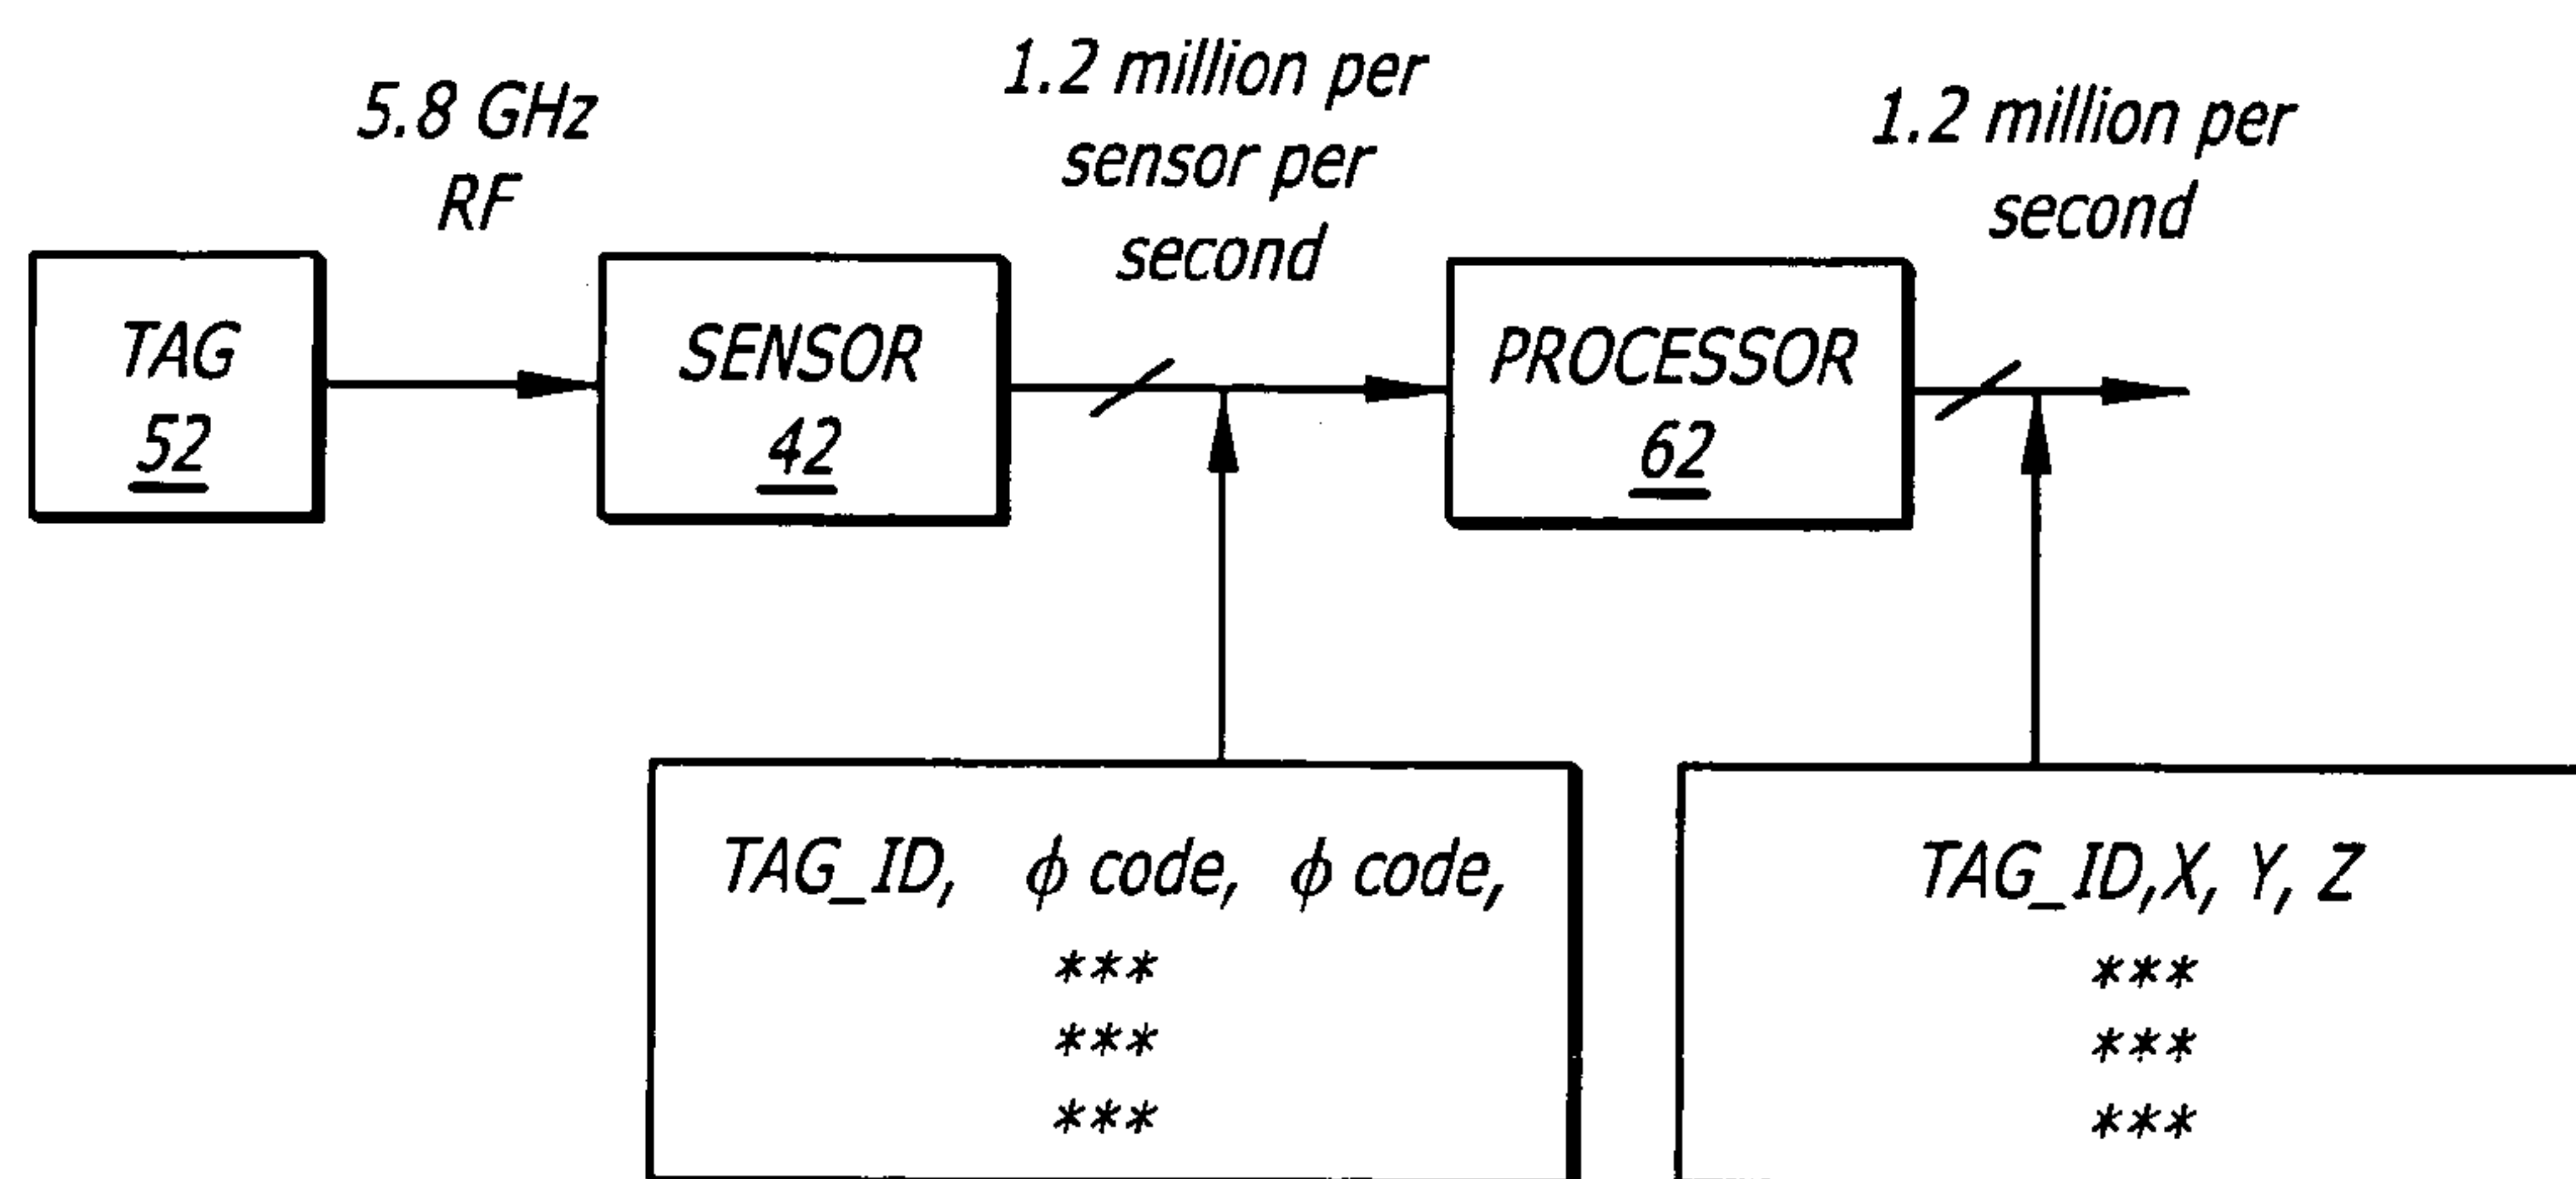 5.8 GHz
RF
1.2 million per
sensor per
second
1.2 million per
second
TAG
52
SENSOR
42
PROCESSOR
62
TAG_ID, ϕ code, ϕ code,
***
***
***
TAG_ID,X, Y, Z
***
***
***